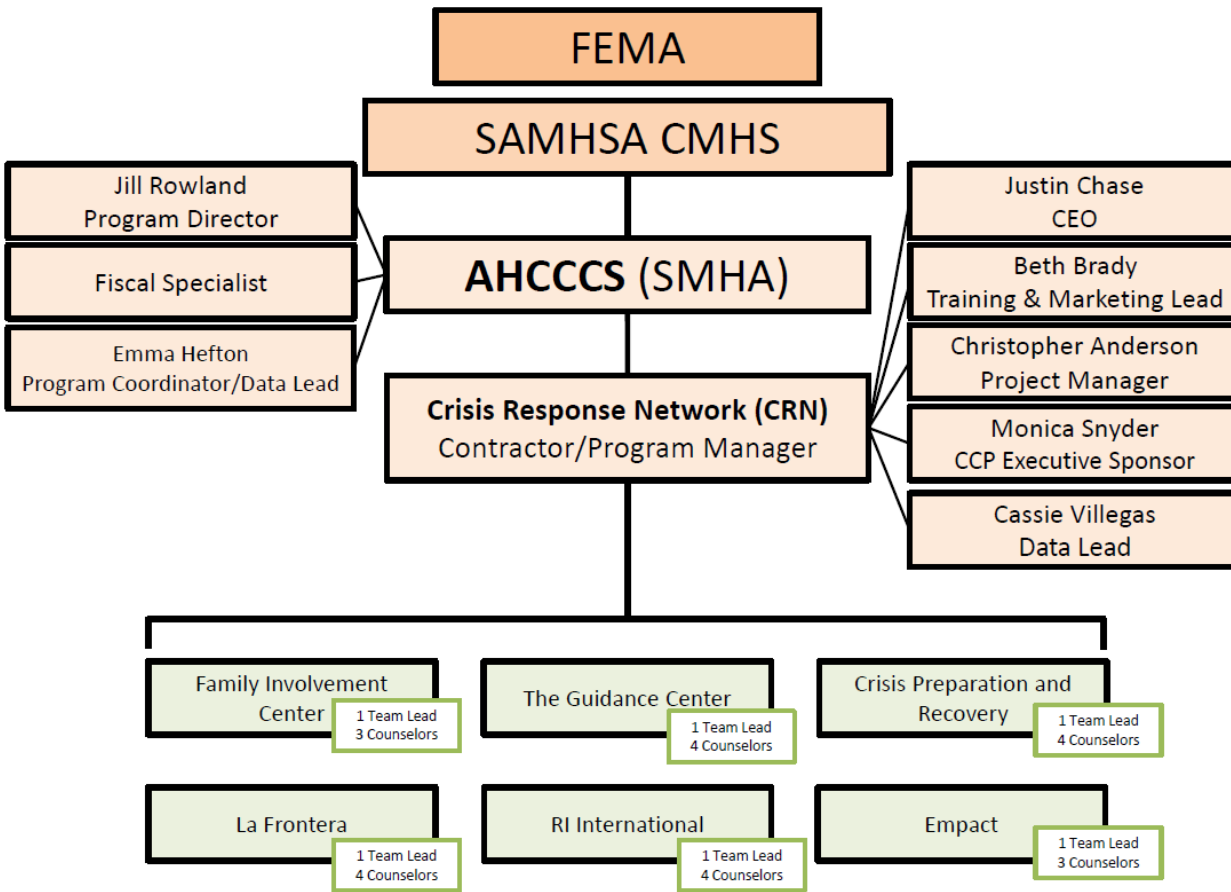 FEMA
SAMHSA CMHS
Jill Rowland
Program Director
Fiscal Specialist
Emma Hefton
Program Coordinator/Data Lead
AHCCCS (SMHA)
Crisis Response Network (CRN)
Contractor/Program Manager
Justin Chase
CEO
Beth Brady
Training & Marketing Lead
Christopher Anderson
Project Manager
Monica Snyder
CCP Executive Sponsor
Cassie Villegas
Data Lead
Family Involvement
Center
1 Team Lead
3 Counselors
The Guidance Center
1 Team Lead
4 Counselors
Crisis Preparation and
Recovery
1 Team Lead
4 Counselors
La Frontera
1 Team Lead
4 Counselors
RI International
1 Team Lead
4 Counselors
Empact
1 Team Lead
3 Counselors